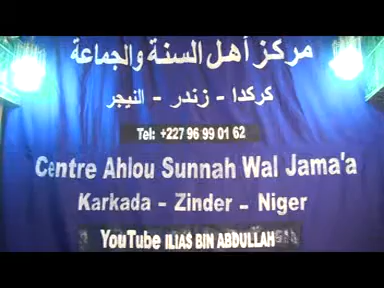 مركز أهل السنة والجماعة
كركدا - زندر - النيجر
Tel: +227 96 99 01 62
Centre Ahlou Sunnah Wal Jama'a
Karkada - Zinder - Niger
YouTube ILIAS BIN ABDULLAH